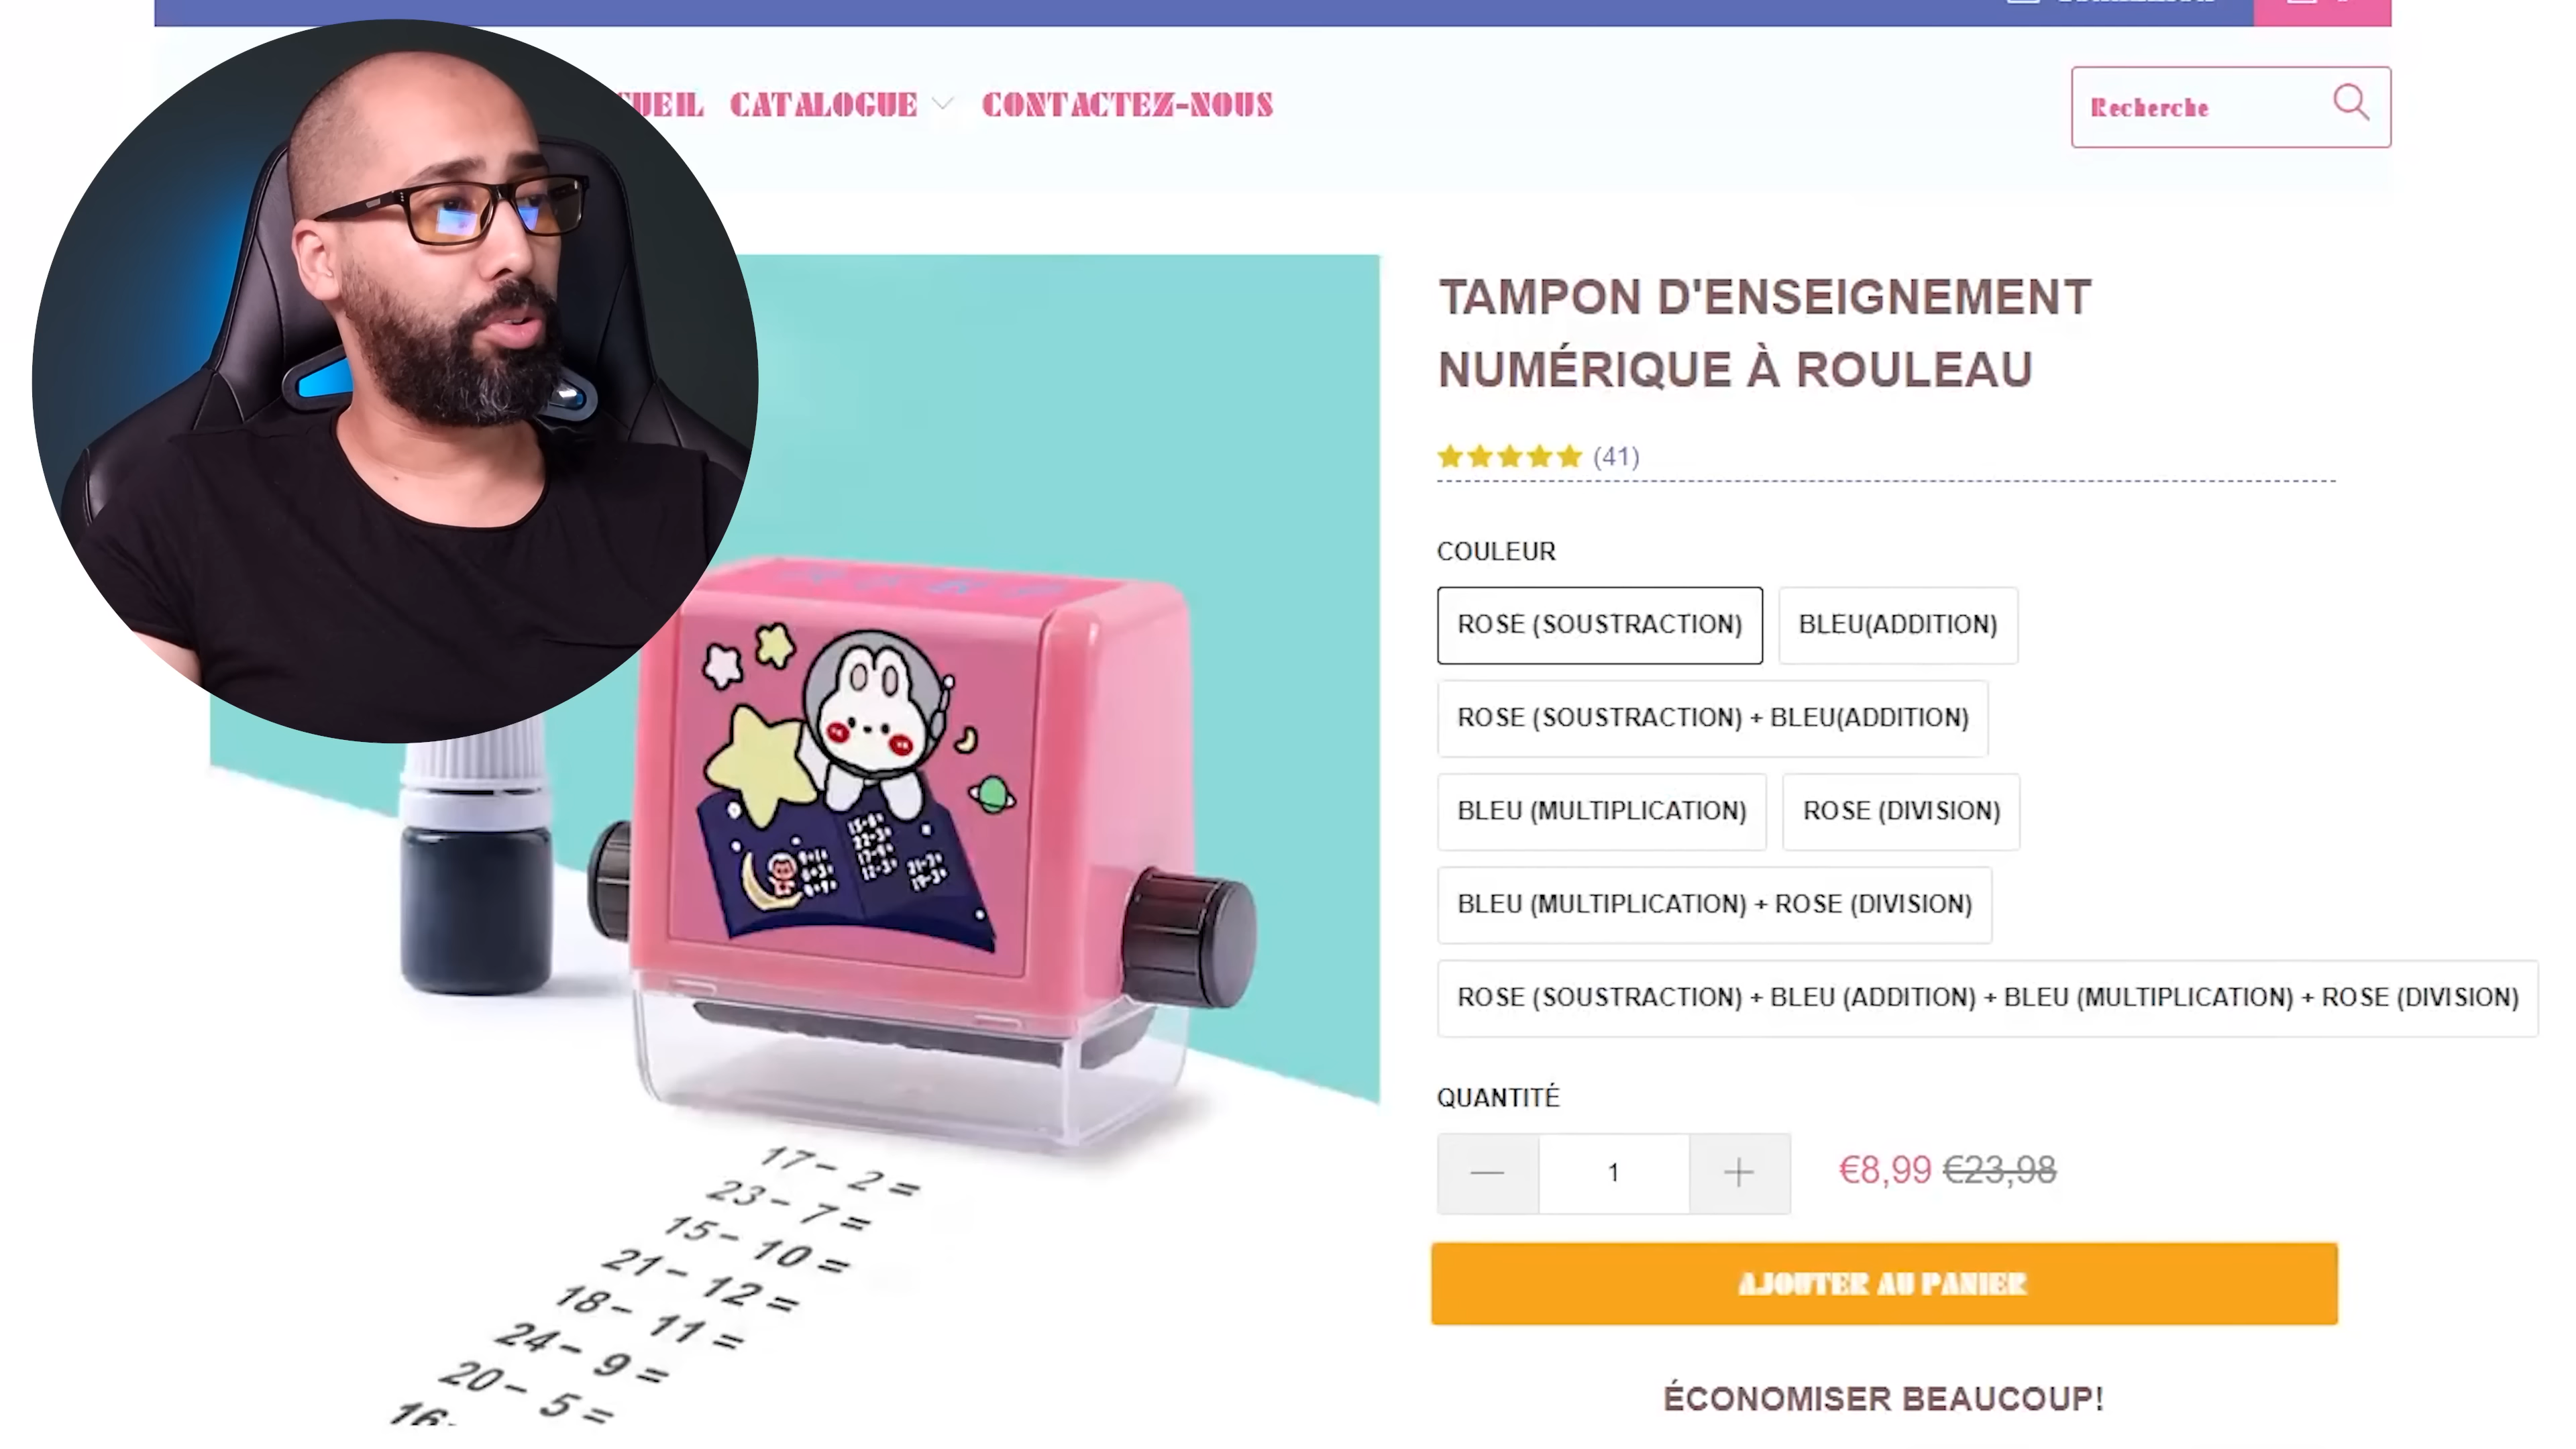 CATALOGUE
CONTACTEZ-NOUS
Recherche
TAMPON D'ENSEIGNEMENT
NUMÉRIQUE À ROULEAU
(41)
COULEUR
ROSE (SOUSTRACTION)
BLEU(ADDITION)
ROSE (SOUSTRACTION) + BLEU(ADDITION)
BLEU (MULTIPLICATION)
ROSE (DIVISION)
BLEU (MULTIPLICATION) + ROSE (DIVISION)
ROSE (SOUSTRACTION) + BLEU (ADDITION) + BLEU (MULTIPLICATION) + ROSE (DIVISION)
QUANTITÉ
— 1 +
€8,99 €23,98
AJOUTER AU PANIER
ÉCONOMISER BEAUCOUP!
17- 2 =
23- 7 =
15- 10 =
21- 12 =
18- 11 =
24- 9 =
20- 5 =
16-